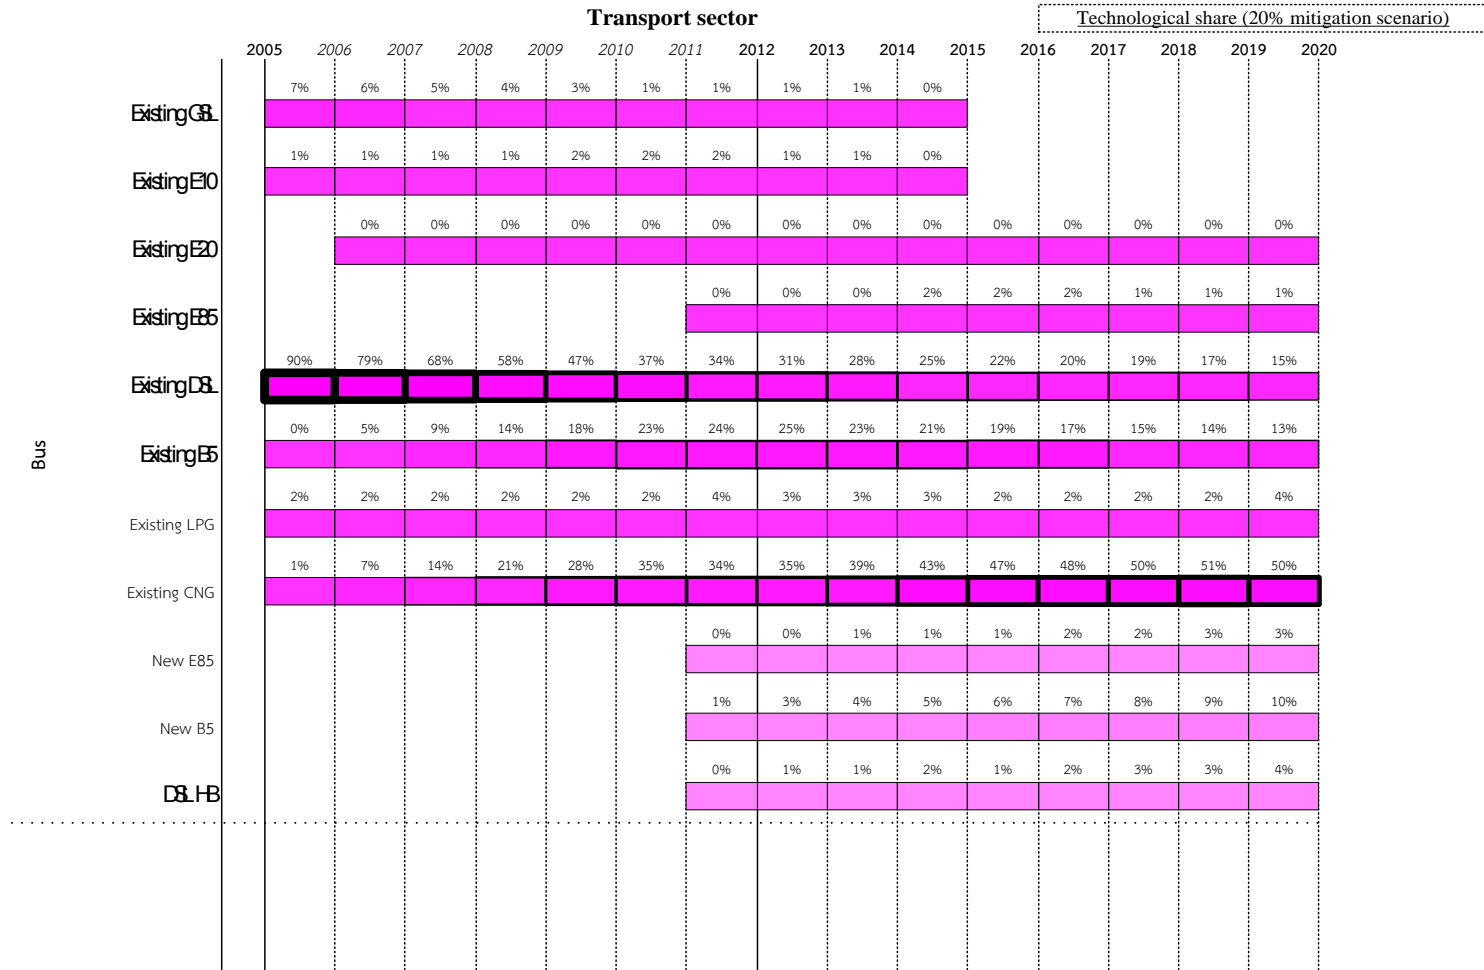 Transport sector
Technological share (20% mitigation scenario)
2005 2006 2007 2008 2009 2010 2011 2012 2013 2014 2015 2016 2017 2018 2019 2020
7% 6% 5% 4% 3% 1% 1% 1% 1% 0%
Existing GSL
1% 1% 1% 1% 2% 2% 2% 1% 1% 0%
Existing E10
0% 0% 0% 0% 0% 0% 0% 0% 0% 0% 0% 0% 0% 0%
Existing E20
0% 0% 0% 2% 2% 2% 1% 1% 1%
Existing E85
90% 79% 68% 58% 47% 37% 34% 31% 28% 25% 22% 20% 19% 17% 15%
Existing DSL
0% 5% 9% 14% 18% 23% 24% 25% 23% 21% 19% 17% 15% 14% 13%
Existing B5
Bus
2% 2% 2% 2% 2% 2% 4% 3% 3% 3% 2% 2% 2% 2% 4%
Existing LPG
1% 7% 14% 21% 28% 35% 34% 35% 39% 43% 47% 48% 50% 51% 50%
Existing CNG
0% 0% 1% 1% 1% 2% 2% 3% 3%
New E85
1% 3% 4% 5% 6% 7% 8% 9% 10%
New B5
0% 1% 1% 2% 1% 2% 3% 3% 4%
DSL HB